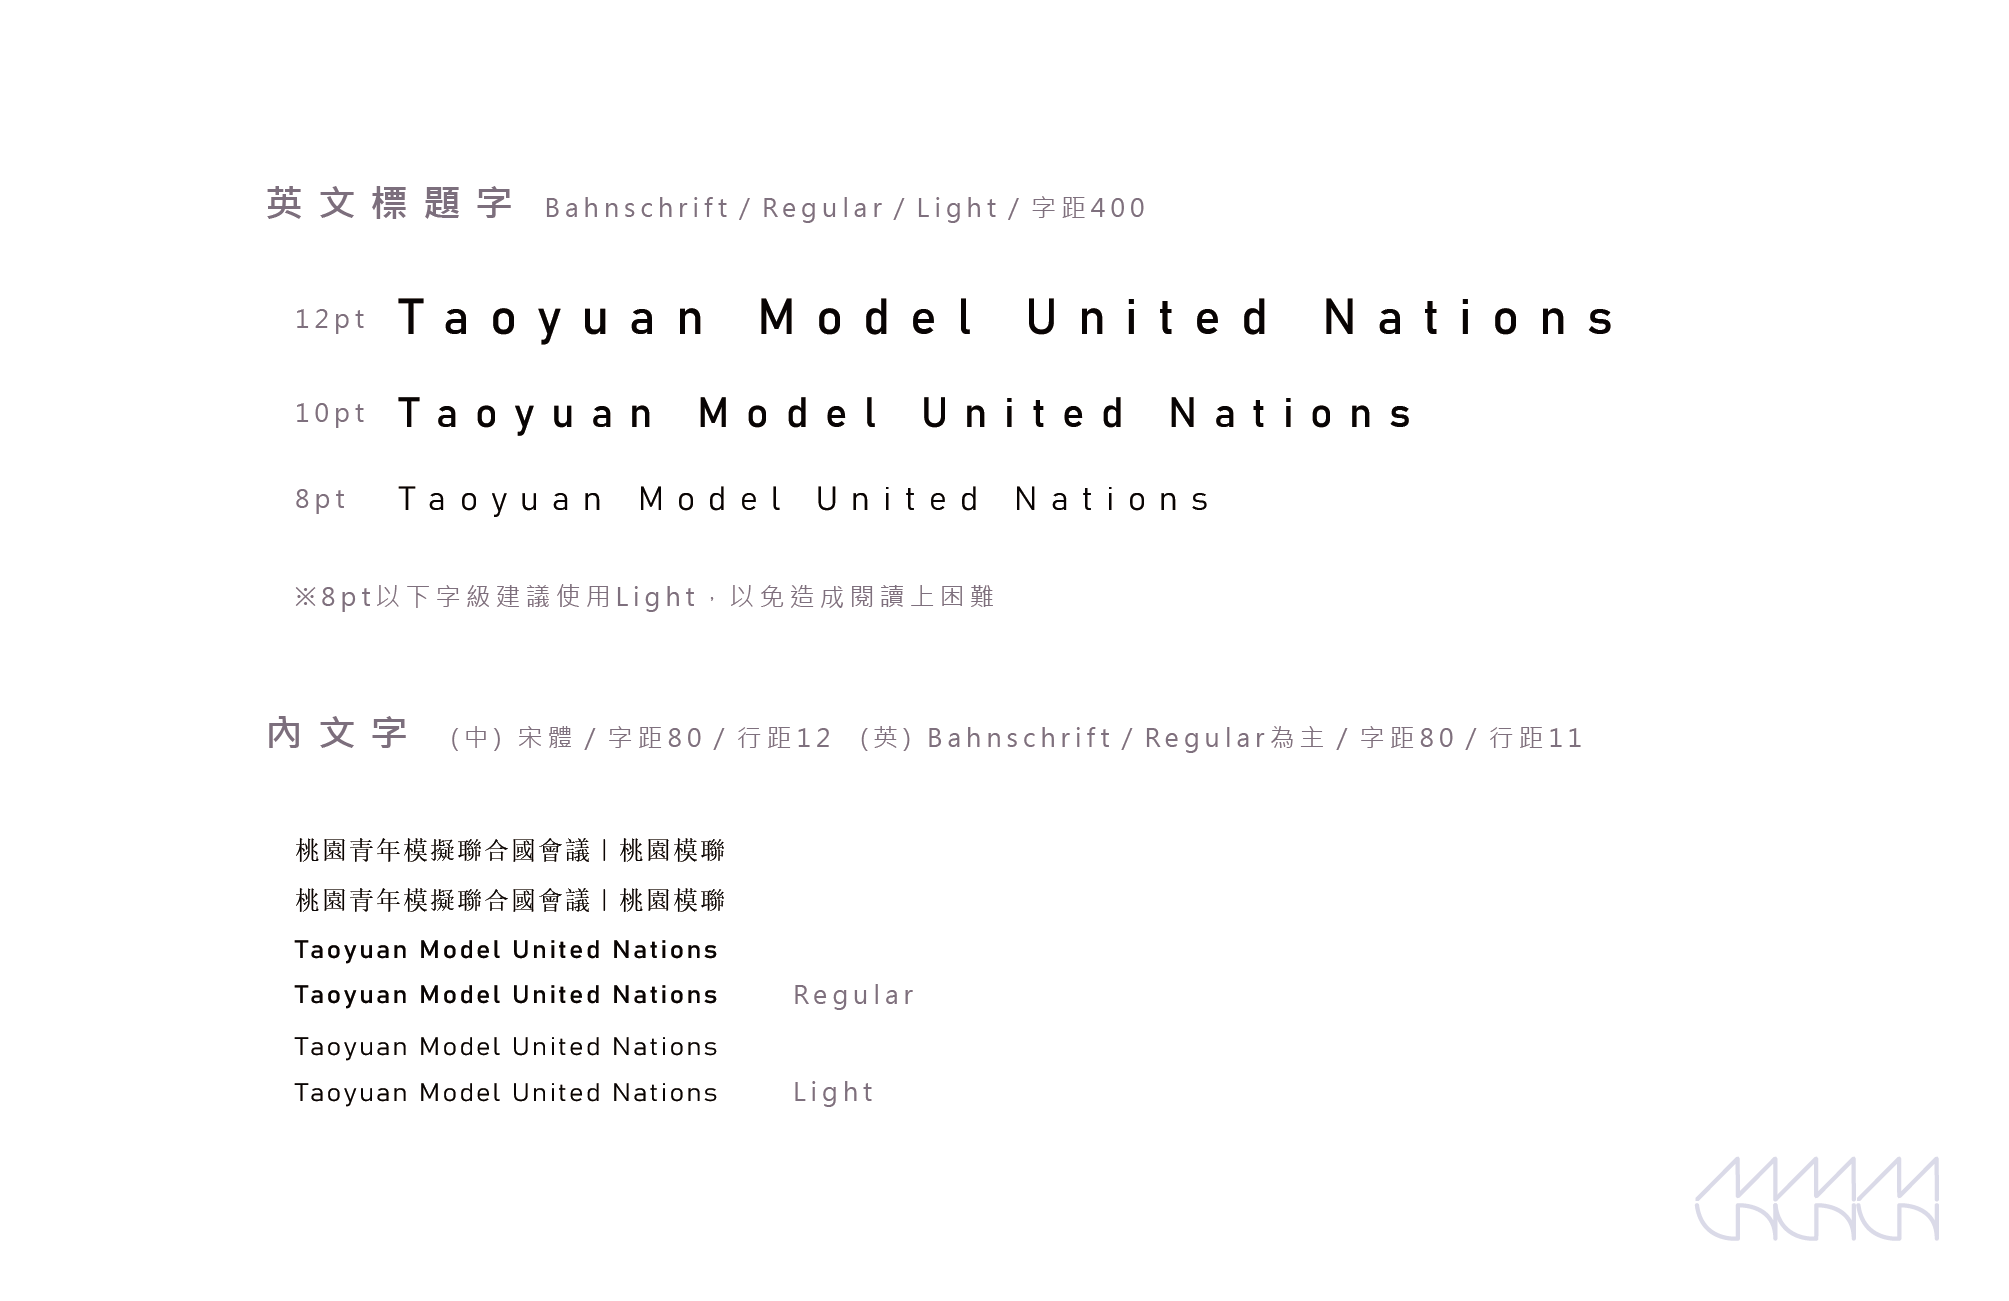 英文標題字 Bahnschrift / Regular / Light / 字距400
12pt Taoyuan Model United Nations
10pt Taoyuan Model United Nations
8pt Taoyuan Model United Nations
※8pt以下字級建議使用Light，以免造成閱讀上困難
內文字 (中) 宋體 / 字距80 / 行距12 (英) Bahnschrift / Regular為主 / 字距80 / 行距11
桃園青年模擬聯合國會議 | 桃園模聯
桃園青年模擬聯合國會議 | 桃園模聯
Taoyuan Model United Nations
Taoyuan Model United Nations Regular
Taoyuan Model United Nations
Taoyuan Model United Nations Light